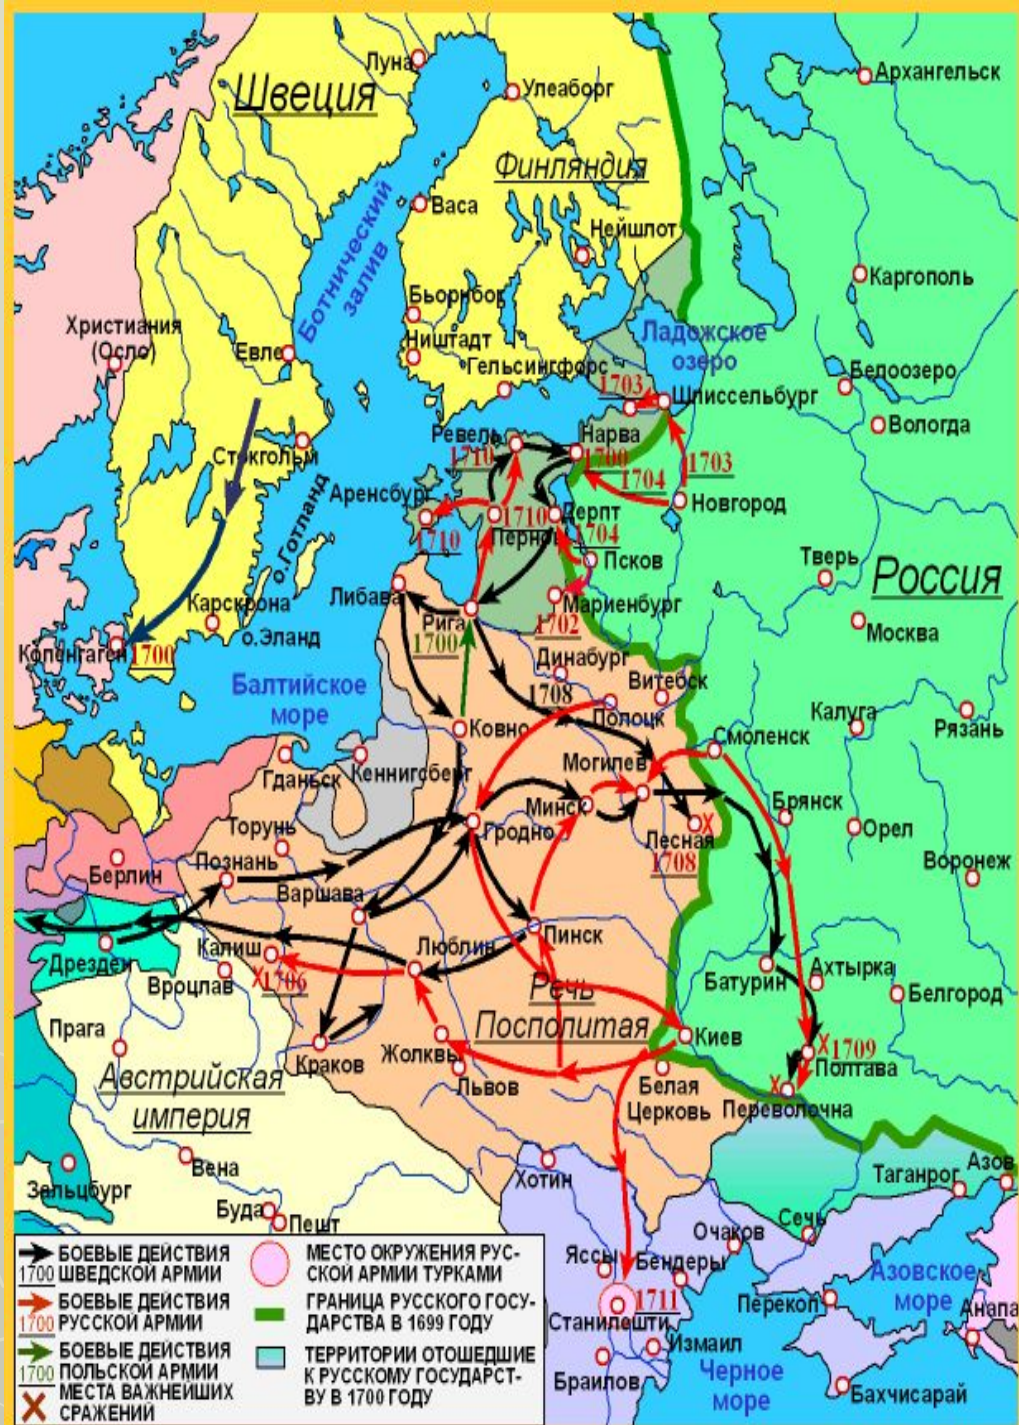 Луна
Архангельск
Швеция
Улеаборг
Финляндия
Васа
Нейшлот
Ботнический
залив
Каргополь
Бьорнборг
Христиания
(Осло)
Евле
Ништадт
Ладожское
озеро
Гельсингфорс
1703
Шлиссельбург
Белоозеро
Вологда
Ревель
1710
Нарва
1700
Стокгольм
1704
1703
Аренсбург
1710
Новгород
1710
Дерпт
Пернов
1704
о.Готланд
Псков
Тверь
Россия
Либава
Карскрона
Мариенбург
1702
Рига
1700
Москва
о.Эланд
Копенгаген
1700
Динабург
1708
Витебск
Балтийское
море
Полоцк
Калуга
Рязань
Ковно
Смоленск
Гданьск
Кеннигсберг
Могилев
Минск
Брянск
Торунь
Гродно
Лесная
1708
Орел
Берлин
Познань
Воронеж
Варшава
Пинск
Калиш
Люблин
Дрезден
Вроцлав
1706
Речь
Посполитая
Батурин
Ахтырка
Белгород
Прага
Краков
Жолквы
Киев
1709
Полтава
Австрийская
империя
Львов
Белая
Церковь
Переволочна
Вена
Хотин
Таганрог
Азов
Зальцбург
Буда
Пешт
Сечь
Очаков
Яссы
Бендеры
Азовское
море
1711
Станилешти
Перекоп
Анапа
Измаил
Браилов
Черное
море
Бахчисарай
БОЕВЫЕ ДЕЙСТВИЯ
1700 ШВЕДСКОЙ АРМИИ
БОЕВЫЕ ДЕЙСТВИЯ
1700 РУССКОЙ АРМИИ
БОЕВЫЕ ДЕЙСТВИЯ
1700 ПОЛЬСКОЙ АРМИИ
МЕСТА ВАЖНЕЙШИХ
СРАЖЕНИЙ
МЕСТО ОКРУЖЕНИЯ РУС-
СКОЙ АРМИИ ТУРКАМИ
ГРАНИЦА РУССКОГО ГОСУ-
ДАРСТВА В 1699 ГОДУ
ТЕРРИТОРИИ ОТОШЕДШИЕ
К РУССКОМУ ГОСУДАРСТ-
ВУ В 1700 ГОДУ